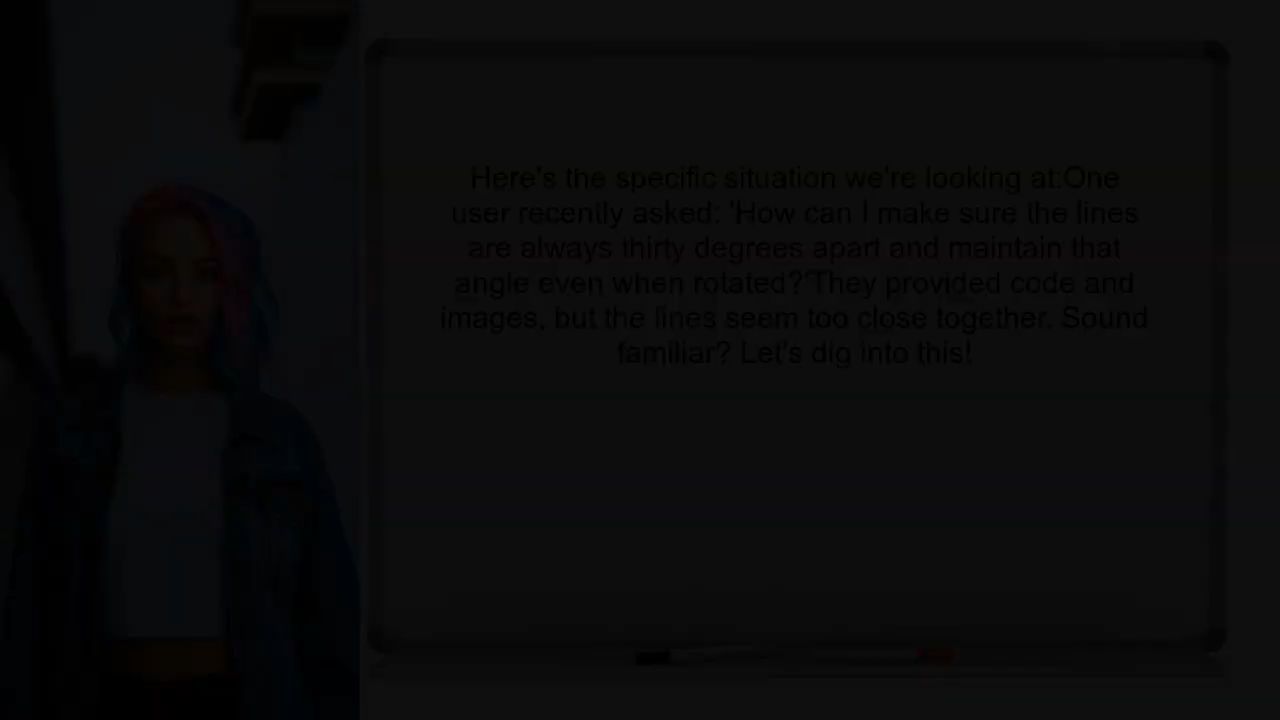 Here's the specific situation we're looking at:One
user recently asked: 'How can I make sure the lines
are always thirty degrees apart and maintain that
angle even when rotated?'They provided code and
images, but the lines seem too close together. Sound
familiar? Let's dig into this!